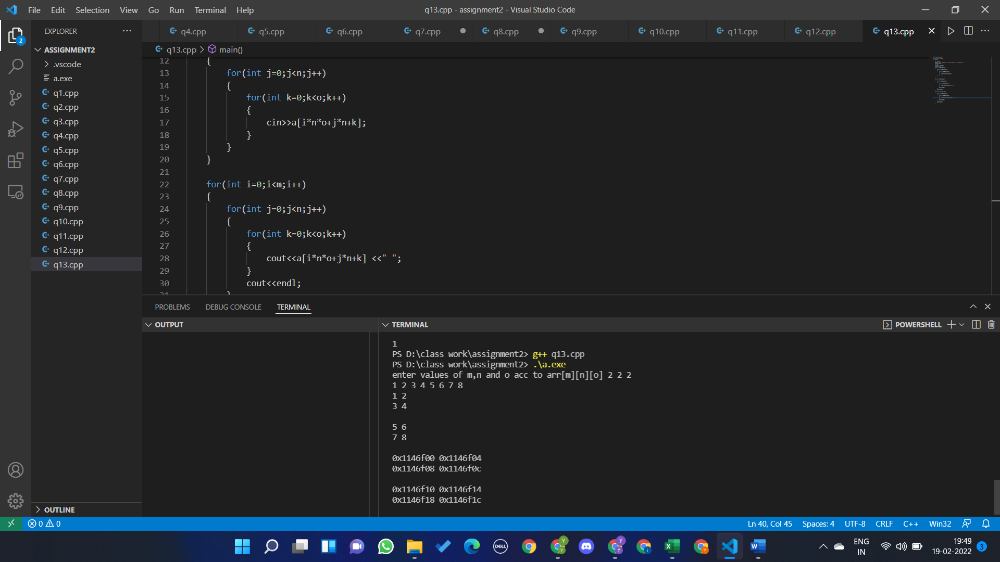 File Edit Selection View Go Run Terminal Help
q13.cpp - assignment2 - Visual Studio Code
EXPLORER
q4.cpp q5.cpp q6.cpp q7.cpp q8.cpp q9.cpp q10.cpp q11.cpp q12.cpp q13.cpp
2
ASSIGNMENT2
.vscode
a.exe
q1.cpp
q2.cpp
q3.cpp
q4.cpp
q5.cpp
q6.cpp
q7.cpp
q8.cpp
q9.cpp
q10.cpp
q11.cpp
q12.cpp
q13.cpp
OUTLINE
q13.cpp > main()
12 {
13 for(int j=0;j<n;j++)
14 {
15 for(int k=0;k<o;k++)
16 {
17 cin>>a[i*n*o+j*n+k];
18 }
19 }
20 }
21
22 for(int i=0;i<m;i++)
23 {
24 for(int j=0;j<n;j++)
25 {
26 for(int k=0;k<o;k++)
27 {
28 cout<<a[i*n*o+j*n+k] <<" ";
29 }
30 cout<<endl;
31 }
PROBLEMS DEBUG CONSOLE TERMINAL
OUTPUT
TERMINAL
POWERSHELL
1
PS D:\class work\assignment2> g++ q13.cpp
PS D:\class work\assignment2> .\a.exe
enter values of m,n and o acc to arr[m][n][o] 2 2 2
1 2 3 4 5 6 7 8
1 2
3 4
5 6
7 8
0x1146f00 0x1146f04
0x1146f08 0x1146f0c
0x1146f10 0x1146f14
0x1146f18 0x1146f1c
0 0
Ln 40, Col 45 Spaces: 4 UTF-8 CRLF C++ Win32
DELL
ENG
IN
19:49
19-02-2022
3